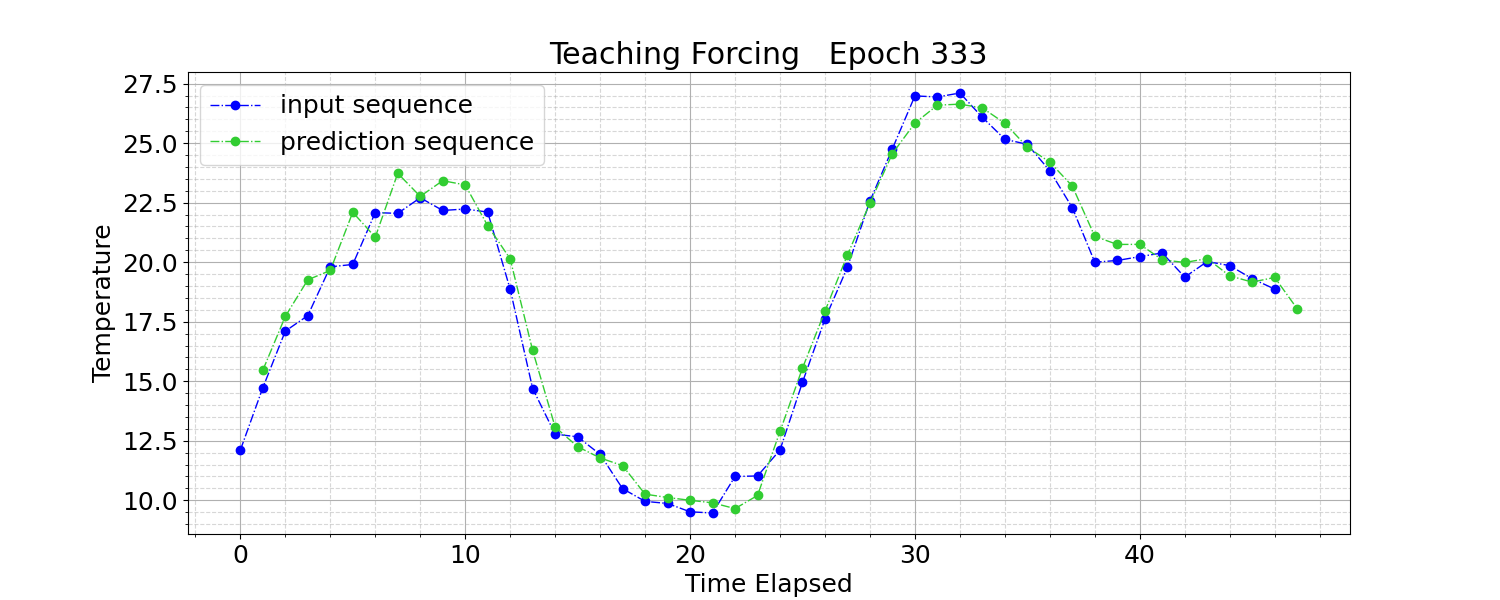 Teaching Forcing   Epoch 333
input sequence
prediction sequence
Temperature
27.5
25.0
22.5
20.0
17.5
15.0
12.5
10.0
0 10 20 30 40
Time Elapsed